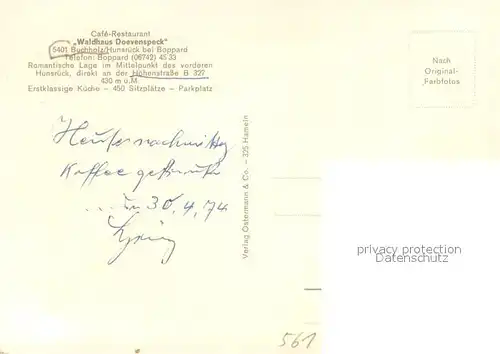 Café-Restaurant
„Waldhaus Doevenspeck"
5401 Buchholz/Hunsrück bei Boppard
Telefon: Boppard (06742) 45 33
Romantische Lage im Mittelpunkt des vorderen
Hunsrück, direkt an der Höhenstraße B 327
430 m ü.M.
Erstklassige Küche — 450 Sitzplätze — Parkplatz
Nach
Original-
Farbfotos
Heute nachmittag
Kaffee getrunken
30.4.74
Verlag Ostermann & Co. - 325 Hameln
privacy protection
Datenschutz
561